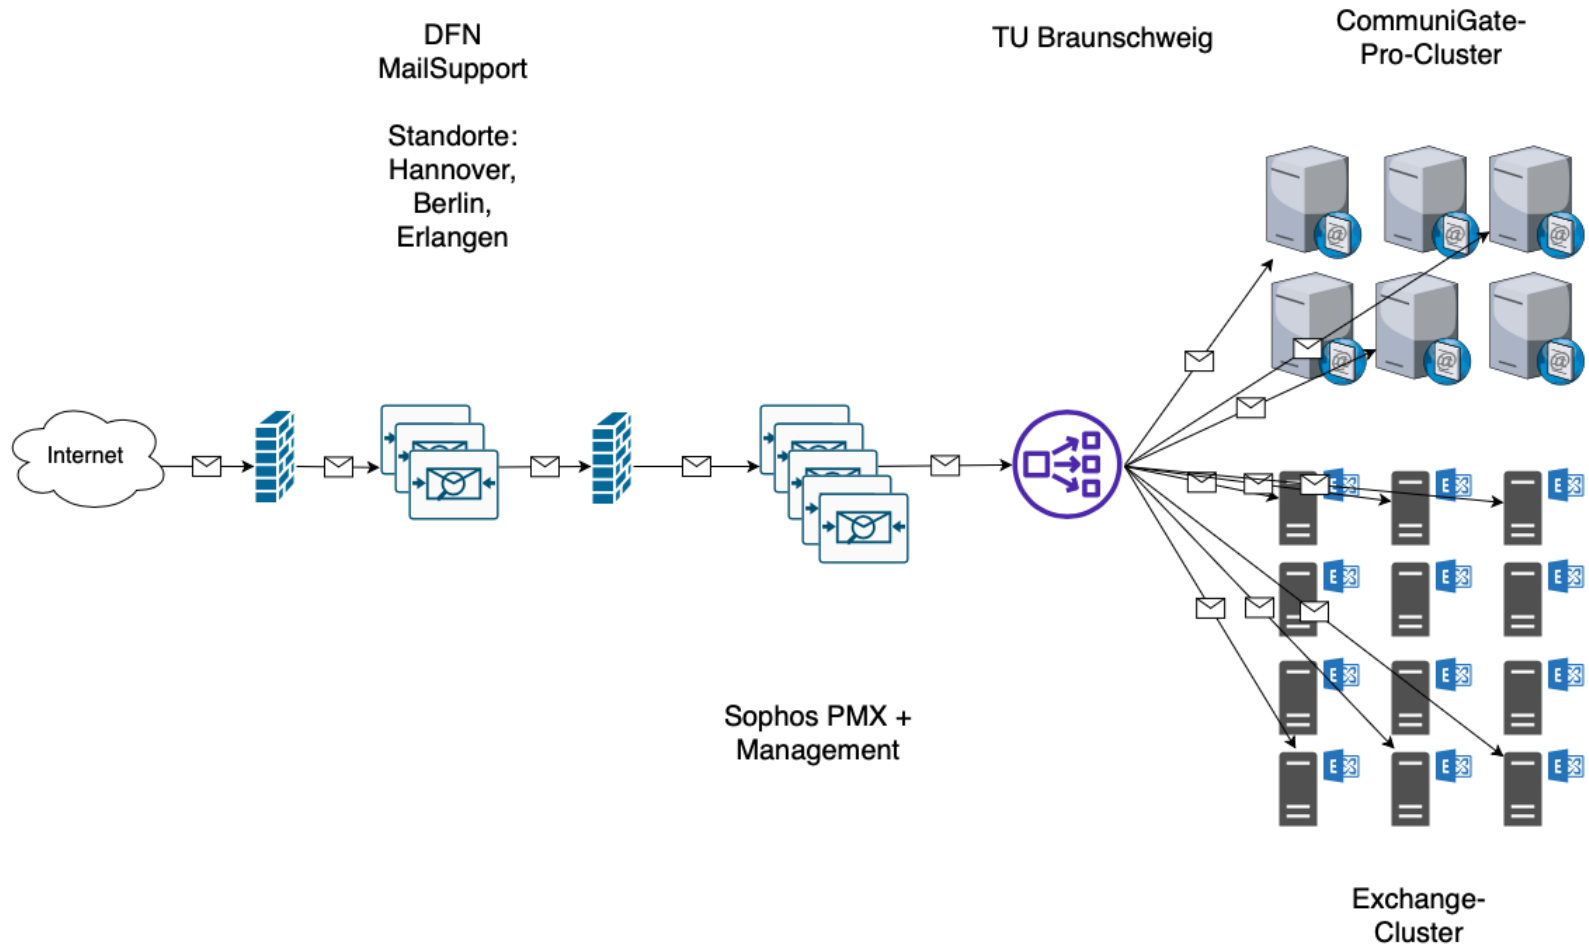 DFN
MailSupport
Standorte:
Hannover,
Berlin,
Erlangen
TU Braunschweig
CommuniGate-
Pro-Cluster
@
@
@
@
@
@
Internet
E
E
E
E
E
E
E
E
E
E
E
E
Sophos PMX +
Management
Exchange-
Cluster